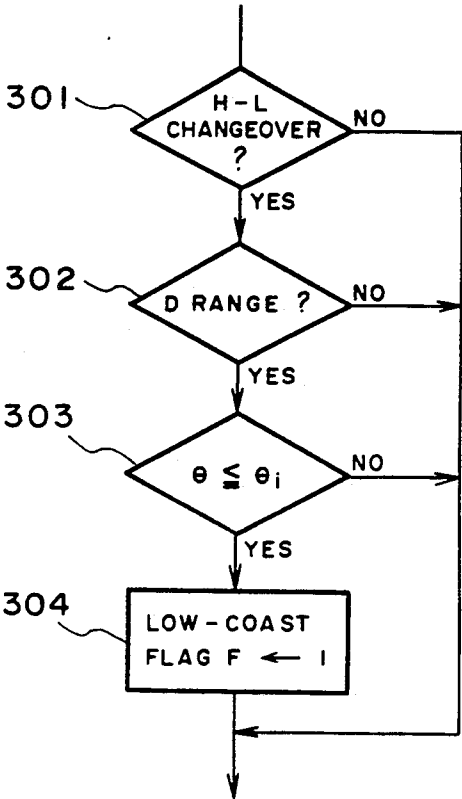 301
H-L
CHANGEOVER
?
NO
YES
302
D RANGE ?
NO
YES
303
θ ≦ θi
NO
YES
304
LOW-COAST
FLAG F ← 1